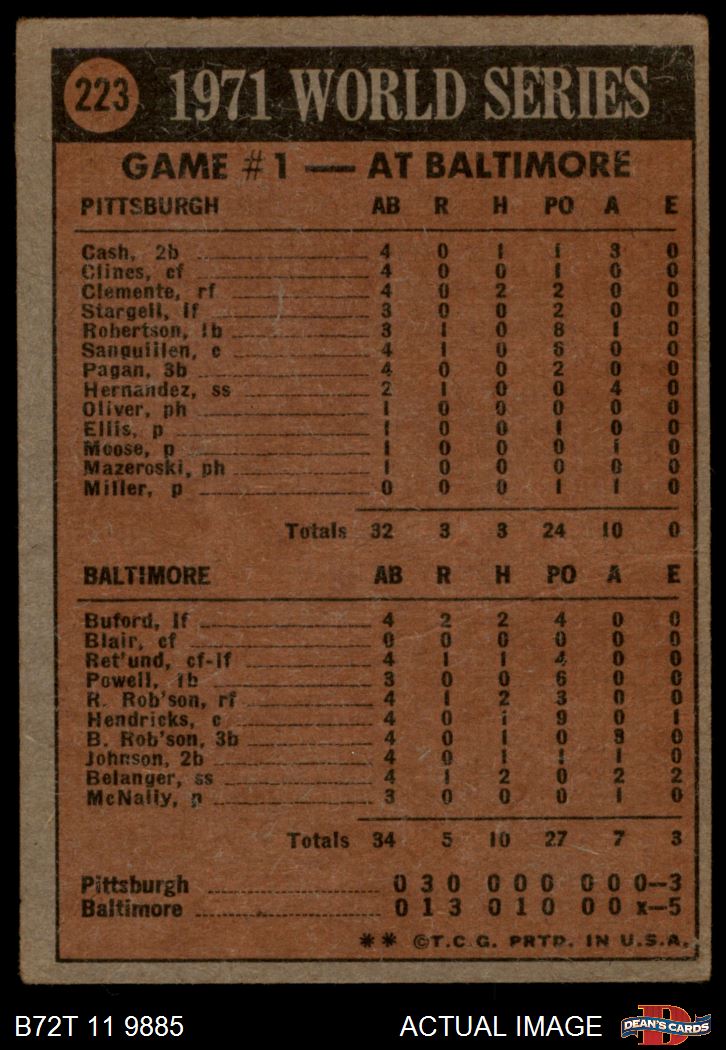 223 1971 WORLD SERIES
GAME #1 — AT BALTIMORE
PITTSBURGH AB R H PO A E
Cash, 2b 4 0 1 1 3 0
Clines, cf 4 0 0 1 0 0
Clemente, rf 4 0 2 2 0 0
Stargell, lf 3 0 0 2 0 0
Robertson, 1b 3 1 0 8 1 0
Sanguillen, c 4 1 0 6 0 0
Pagan, 3b 4 0 0 2 0 0
Hernandez, ss 2 1 0 0 4 0
Oliver, ph 1 0 0 0 0 0
Ellis, p 1 0 0 1 0 0
Moose, p 1 0 0 0 1 0
Mazeroski, ph 1 0 0 0 0 0
Miller, p 0 0 0 1 1 0
Totals 32 3 3 24 10 0
BALTIMORE AB R H PO A E
Buford, lf 4 2 2 4 0 0
Blair, cf 0 0 0 0 0 0
Ret'und, cf-lf 4 1 1 4 0 0
Powell, 1b 3 0 0 6 0 0
R. Rob'son, rf 4 1 2 3 0 0
Hendricks, c 4 0 1 9 0 1
B. Rob'son, 3b 4 0 1 0 3 0
Johnson, 2b 4 0 1 1 1 0
Belanger, ss 4 1 2 0 2 2
McNally, p 3 0 0 0 1 0
Totals 34 5 10 27 7 3
Pittsburgh 0 3 0 0 0 0 0 0 0—3
Baltimore 0 1 3 0 1 0 0 0 x—5
** ©T.C.G. PRTD. IN U.S.A.
B72T 11 9885 ACTUAL IMAGE D DEAN'S CARDS